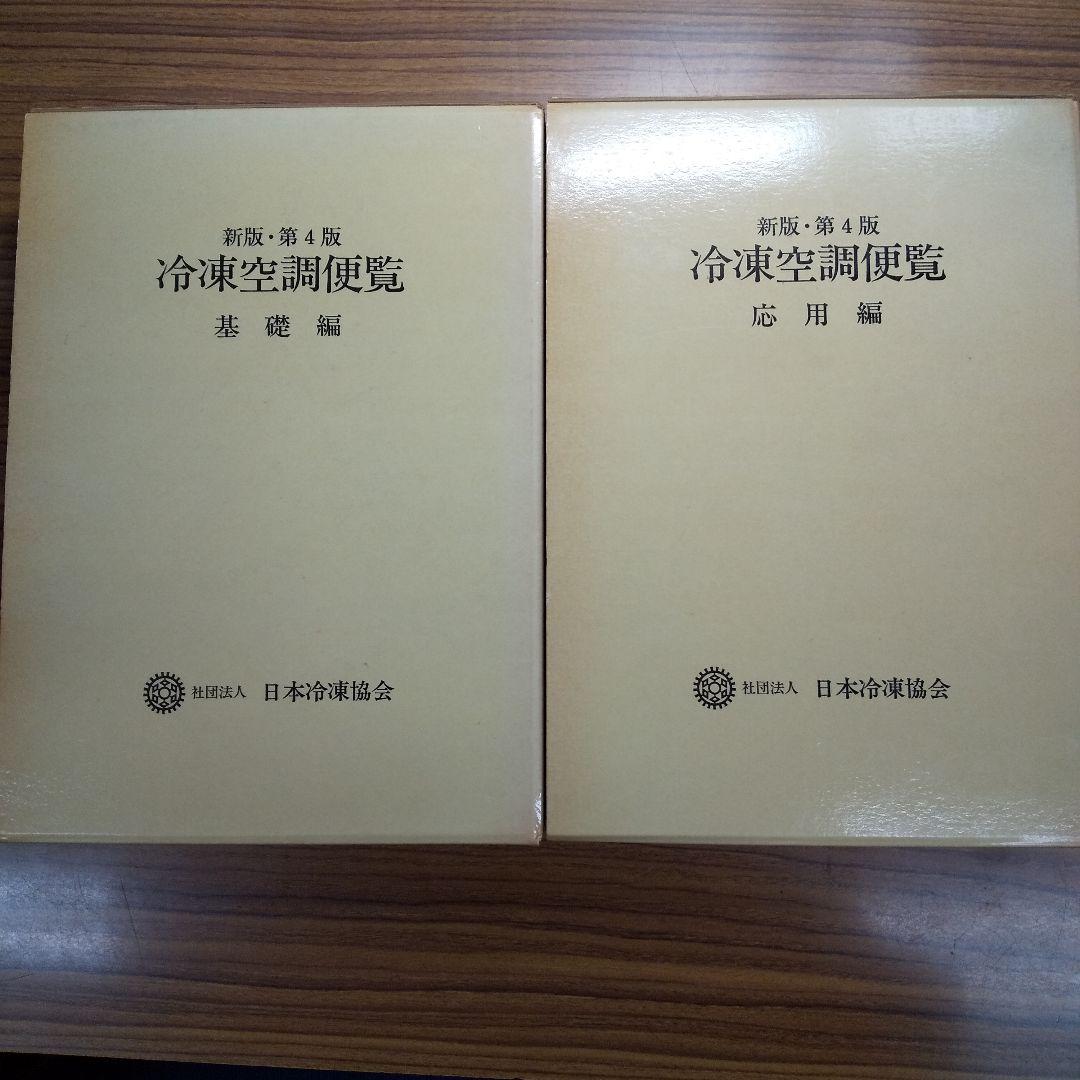 新版・第4版
冷凍空調便覧
基礎編
社団法人 日本冷凍協会
新版・第4版
冷凍空調便覧
応用編
社団法人 日本冷凍協会